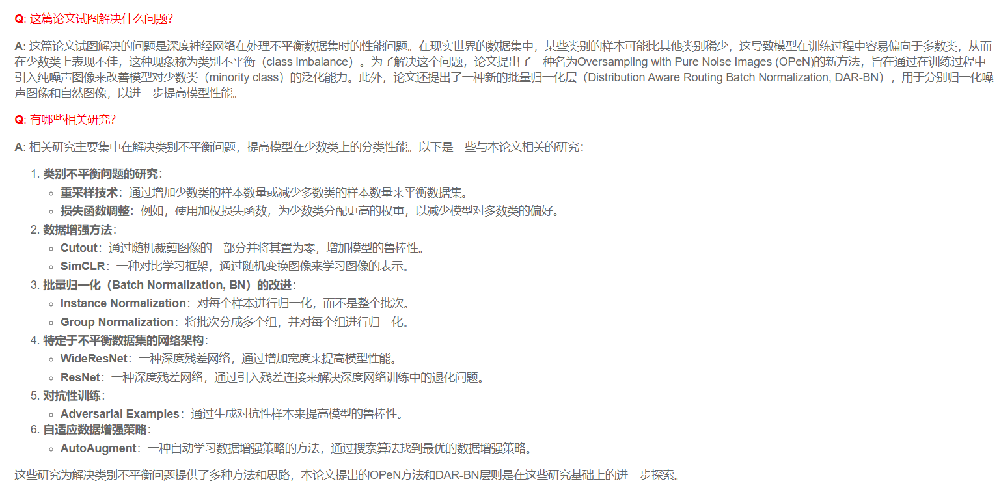 Q: 这篇论文试图解决什么问题？
A: 这篇论文试图解决的问题是深度神经网络在处理不平衡数据集时的性能问题。在现实世界的数据集中，某些类别的样本可能比其他类别稀少，这导致模型在训练过程中容易偏向于多数类，从而
在少数类上表现不佳，这种现象称为类别不平衡（class imbalance）。为了解决这个问题，论文提出了一种名为Oversampling with Pure Noise Images (OPeN)的新方法，旨在通过在训练过程中
引入纯噪声图像来改善模型对少数类（minority class）的泛化能力。此外，论文还提出了一种新的批量归一化层（Distribution Aware Routing Batch Normalization, DAR-BN），用于分别归一化噪
声图像和自然图像，以进一步提高模型性能。
Q: 有哪些相关研究？
A: 相关研究主要集中在解决类别不平衡问题，提高模型在少数类上的分类性能。以下是一些与本论文相关的研究：
1. 类别不平衡问题的研究：
◦ 重采样技术：通过增加少数类的样本数量或减少多数类的样本数量来平衡数据集。
◦ 损失函数调整：例如，使用加权损失函数，为少数类分配更高的权重，以减少模型对多数类的偏好。
2. 数据增强方法：
◦ Cutout：通过随机裁剪图像的一部分并将其置为零，增加模型的鲁棒性。
◦ SimCLR：一种对比学习框架，通过随机变换图像来学习图像的表示。
3. 批量归一化（Batch Normalization, BN）的改进：
◦ Instance Normalization：对每个样本进行归一化，而不是整个批次。
◦ Group Normalization：将批次分成多个组，并对每个组进行归一化。
4. 特定于不平衡数据集的网络架构：
◦ WideResNet：一种深度残差网络，通过增加宽度来提高模型性能。
◦ ResNet：一种深度残差网络，通过引入残差连接来解决深度网络训练中的退化问题。
5. 对抗性训练：
◦ Adversarial Examples：通过生成对抗性样本来提高模型的鲁棒性。
6. 自适应数据增强策略：
◦ AutoAugment：一种自动学习数据增强策略的方法，通过搜索算法找到最优的数据增强策略。
这些研究为解决类别不平衡问题提供了多种方法和思路，本论文提出的OPeN方法和DAR-BN层则是在这些研究基础上的进一步探索。